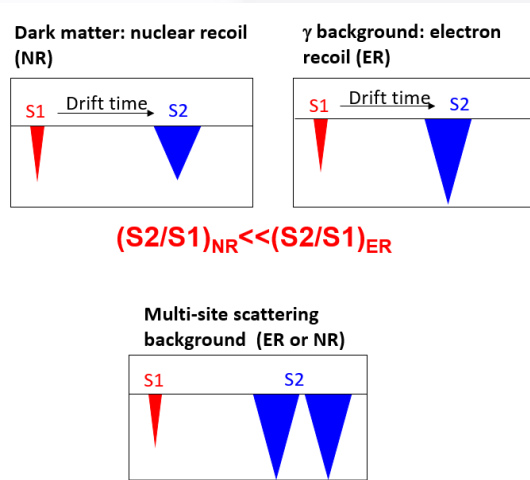 Dark matter: nuclear recoil
(NR)
S1 Drift time S2
γ background: electron
recoil (ER)
S1 Drift time S2
(S2/S1)NR<<(S2/S1)ER
Multi-site scattering
background (ER or NR)
S1 S2